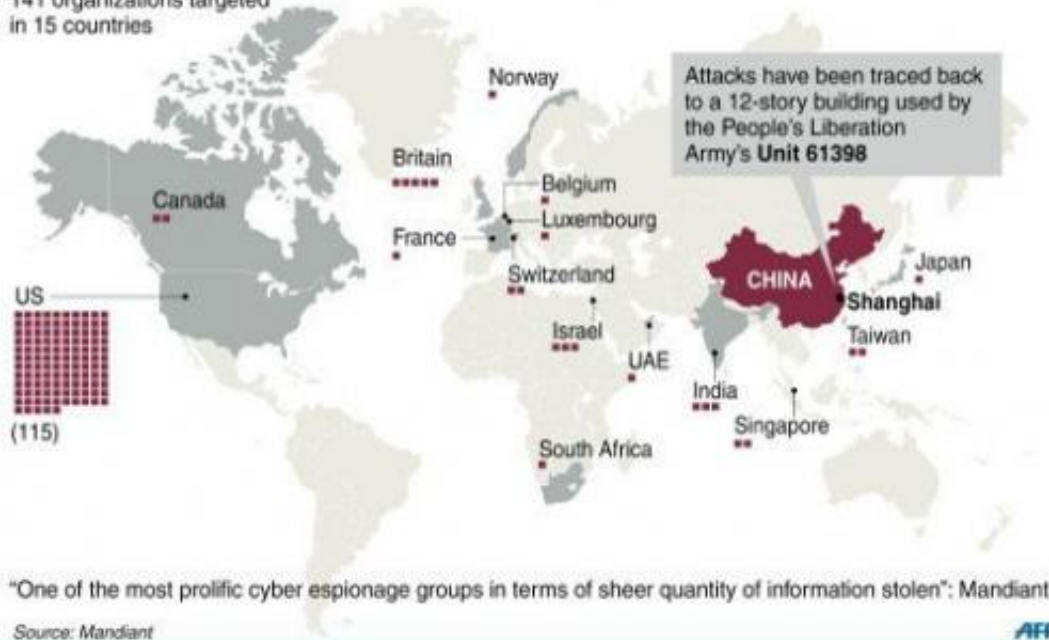 141 organizations targeted
in 15 countries
Norway
Attacks have been traced back
to a 12-story building used by
the People's Liberation
Army's Unit 61398
Britain
Belgium
Canada
Luxembourg
France
Switzerland
CHINA
Japan
US
Shanghai
Israel
Taiwan
UAE
India
(115)
Singapore
South Africa
"One of the most prolific cyber espionage groups in terms of sheer quantity of information stolen": Mandiant
Source: Mandiant
AFP